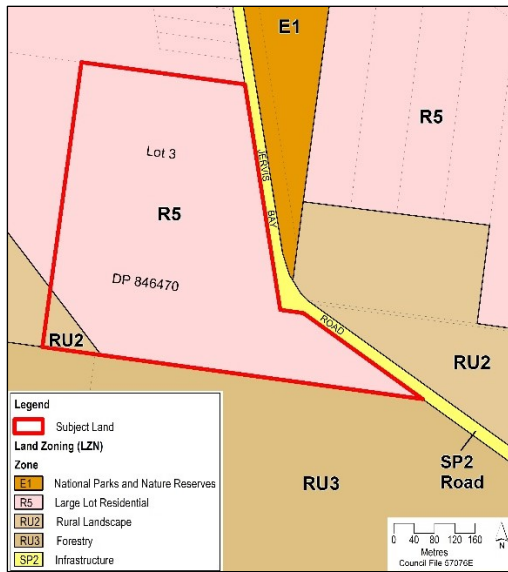 E1
R5
JERVIS
Lot 3
R5
BAY
DP 846470
ROAD
RU2
RU2
SP2
Road
RU3
Legend
Subject Land
Land Zoning (LZN)
Zone
E1 National Parks and Nature Reserves
R5 Large Lot Residential
RU2 Rural Landscape
RU3 Forestry
SP2 Infrastructure
0 40 80 120 160
Metres
N
Council File 57076E